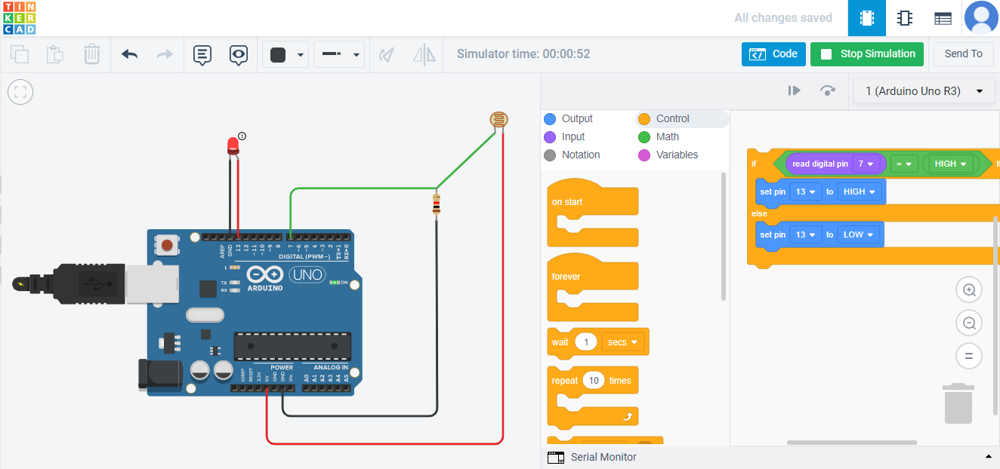 TIN
KER
CAD
All changes saved
Simulator time: 00:00:52
Code
Stop Simulation
Send To
1 (Arduino Uno R3)
Output
Control
Input
Math
Notation
Variables
on start
forever
wait 1 secs
repeat 10 times
if read digital pin 7 = HIGH
set pin 13 to HIGH
else
set pin 13 to LOW
AREF
GND
13
12
~11
~10
~9
8
7
~6
~5
4
~3
2
TX→1
RX←0
DIGITAL (PWM ~)
L
TX
RX
UNO
ARDUINO
ON
IOREF
RESET
3.3V
5V
GND
GND
Vin
POWER
ANALOG IN
A0
A1
A2
A3
A4
A5
Serial Monitor